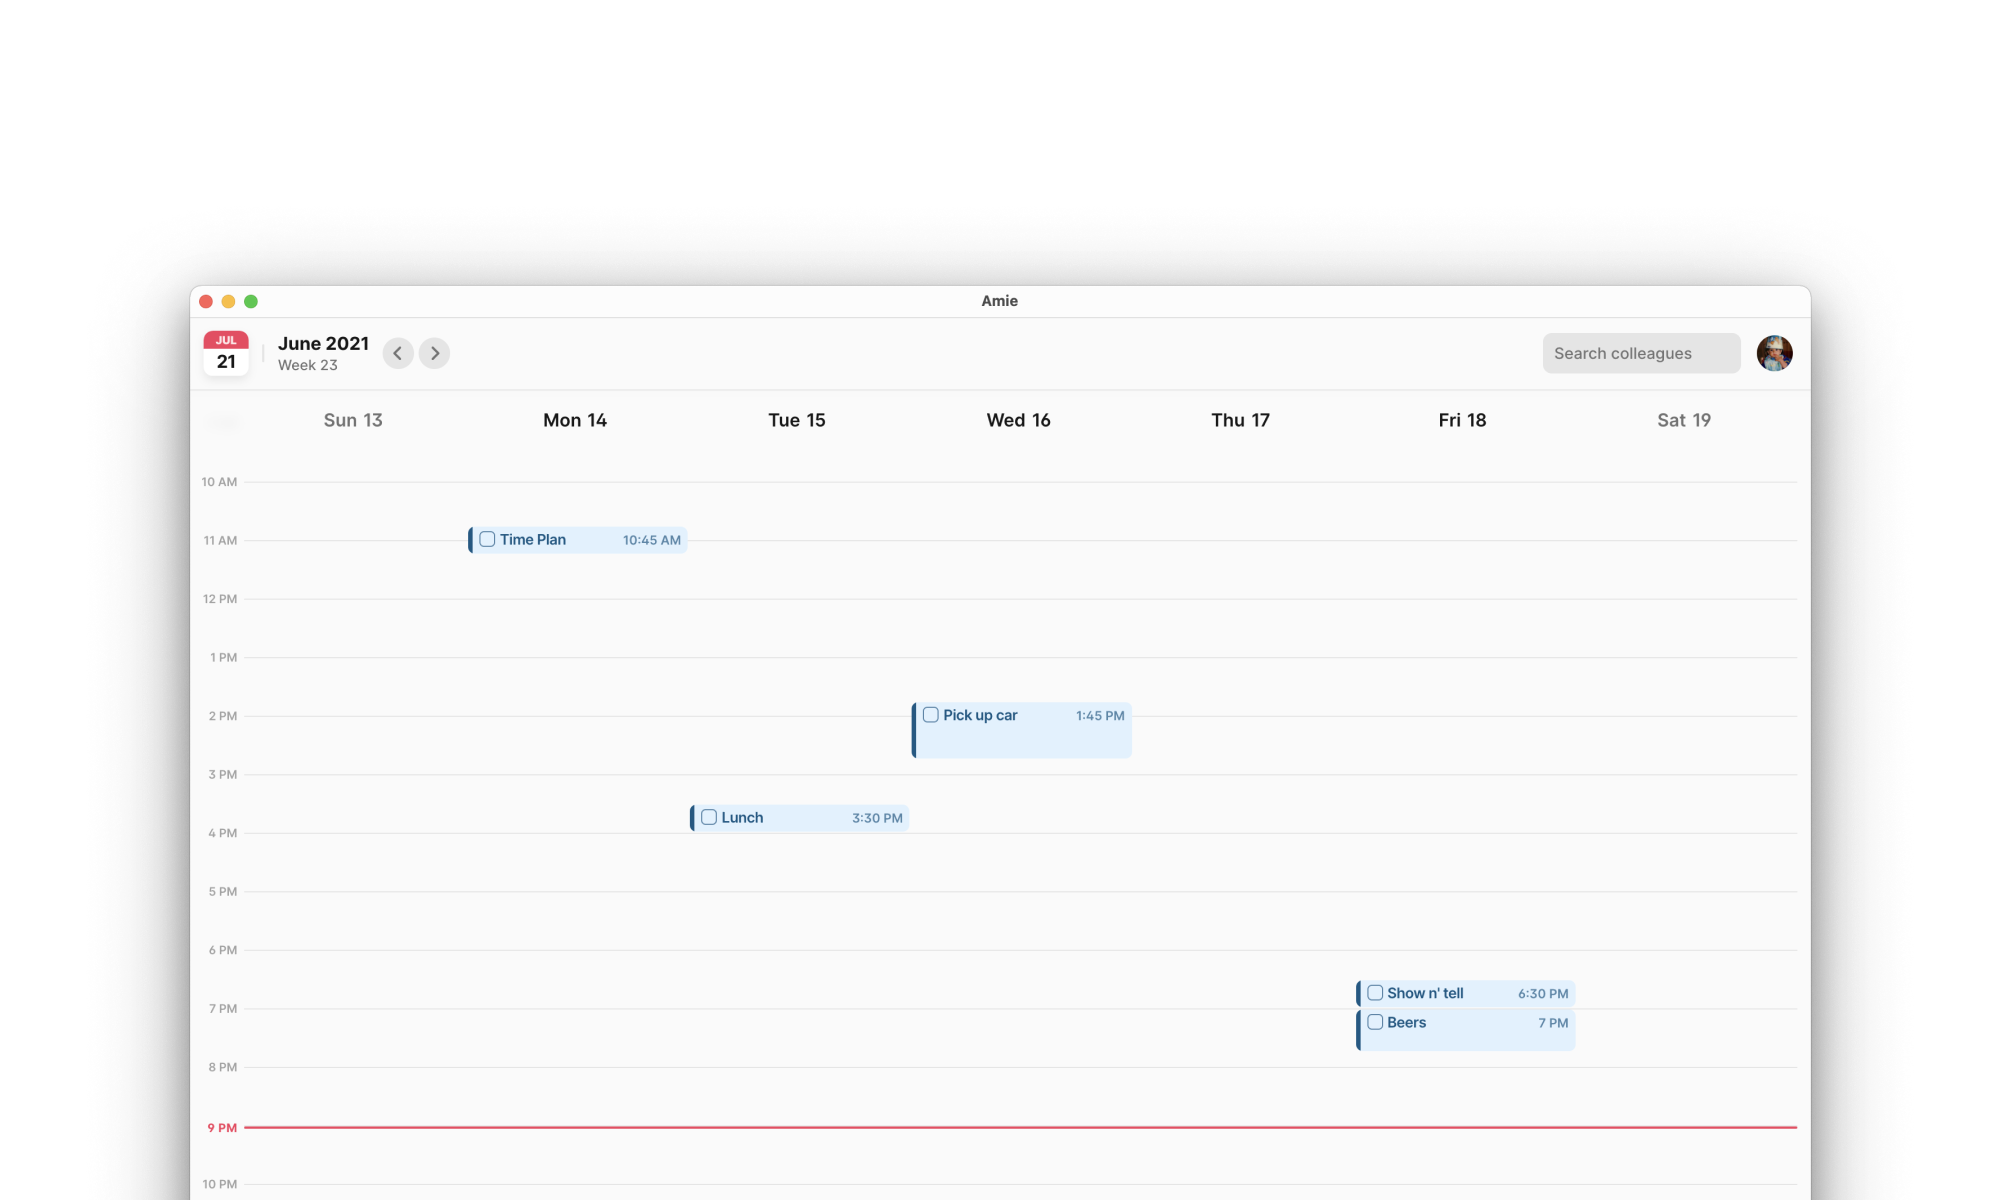 Amie
JUL
21
June 2021
Week 23
Search colleagues
Sun 13 Mon 14 Tue 15 Wed 16 Thu 17 Fri 18 Sat 19
10 AM
11 AM Time Plan 10:45 AM
12 PM
1 PM
2 PM Pick up car 1:45 PM
3 PM
Lunch 3:30 PM
4 PM
5 PM
6 PM
Show n' tell 6:30 PM
7 PM
Beers 7 PM
8 PM
9 PM
10 PM